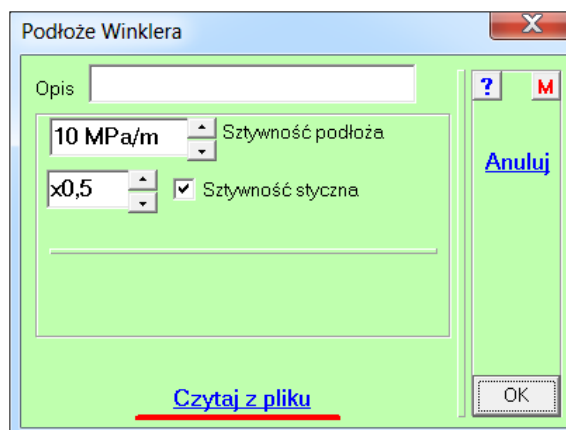 Podłoże Winklera
X
Opis
? M
10 MPa/m Sztywność podłoża
Anuluj
x0,5 Sztywność styczna
Czytaj z pliku
OK